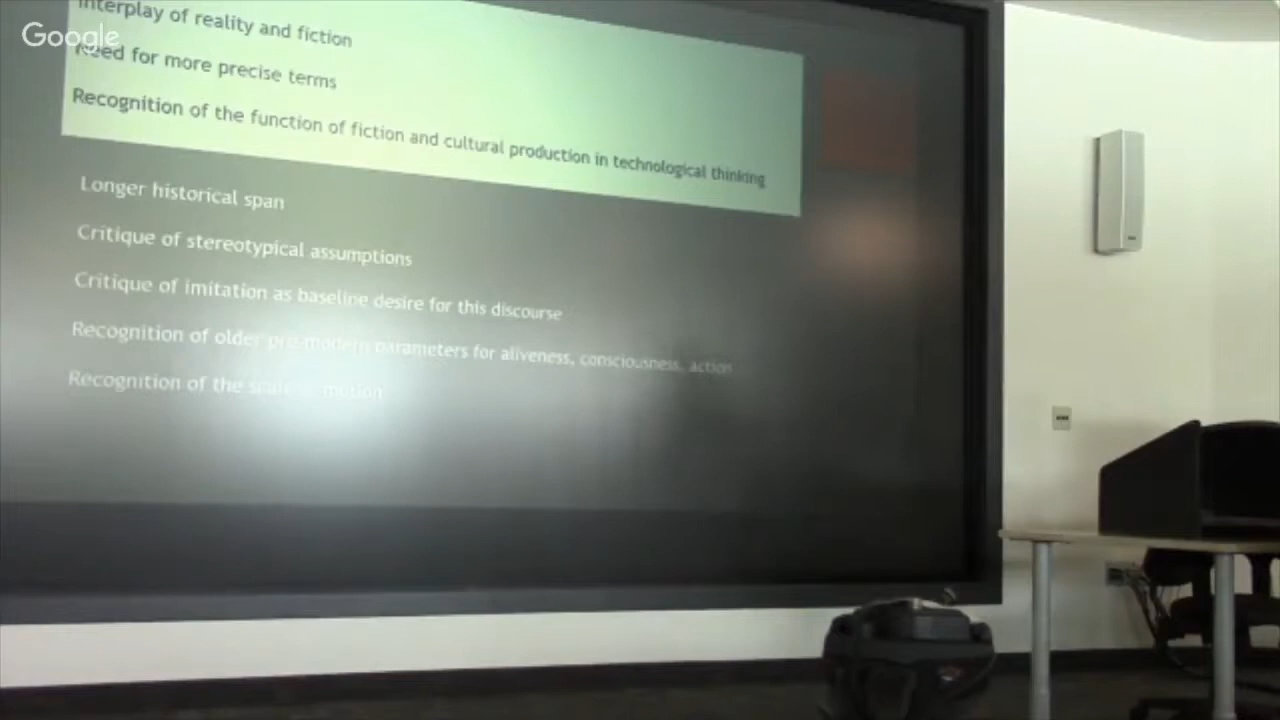 Google
Interplay of reality and fiction
Need for more precise terms
Recognition of the function of fiction and cultural production in technological thinking
Longer historical span
Critique of stereotypical assumptions
Critique of imitation as baseline desire for this discourse
Recognition of older pre-modern parameters for aliveness, consciousness, action
Recognition of the motion